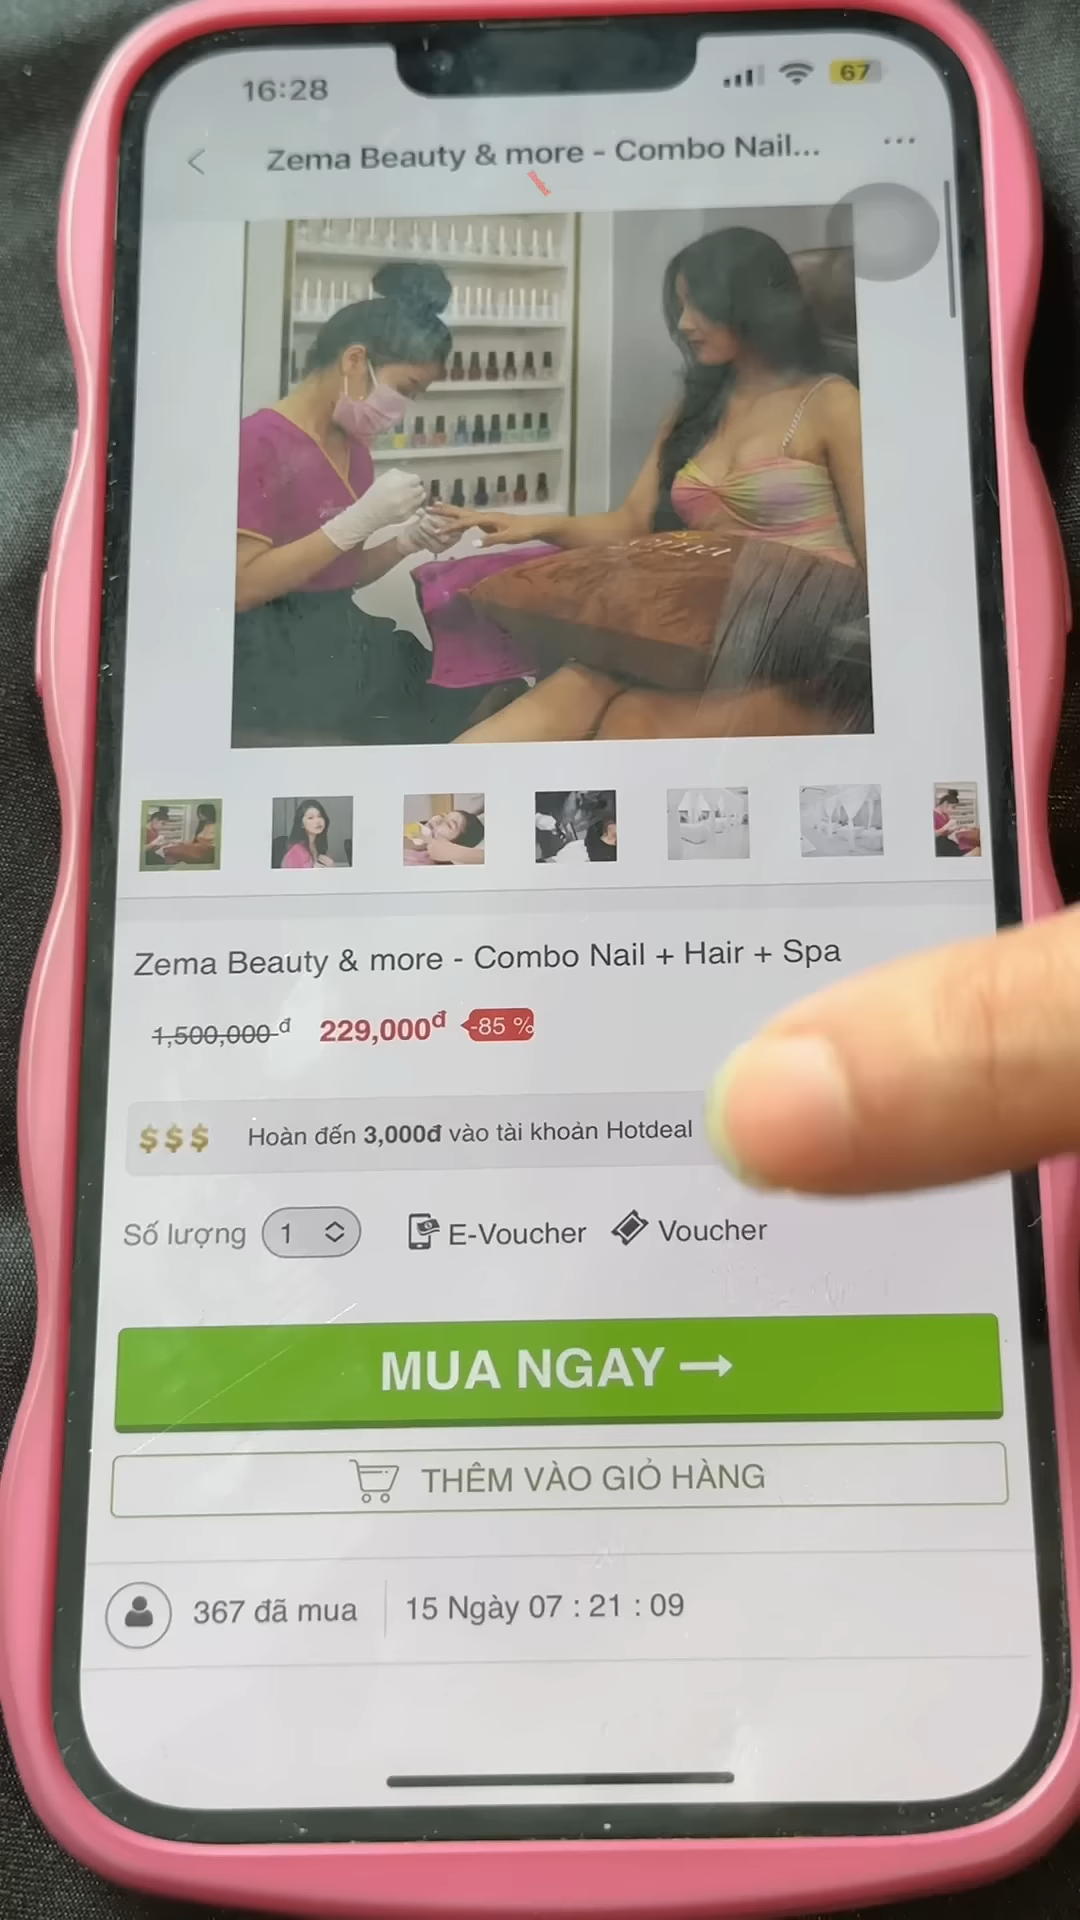 16:28
67
Zema Beauty & more - Combo Nail...
Zema Beauty & more - Combo Nail + Hair + Spa
1,500,000 đ 229,000đ -85 %
$$$ Hoàn đến 3,000đ vào tài khoản Hotdeal
Số lượng 1 E-Voucher Voucher
MUA NGAY →
THÊM VÀO GIỎ HÀNG
367 đã mua 15 Ngày 07 : 21 : 09